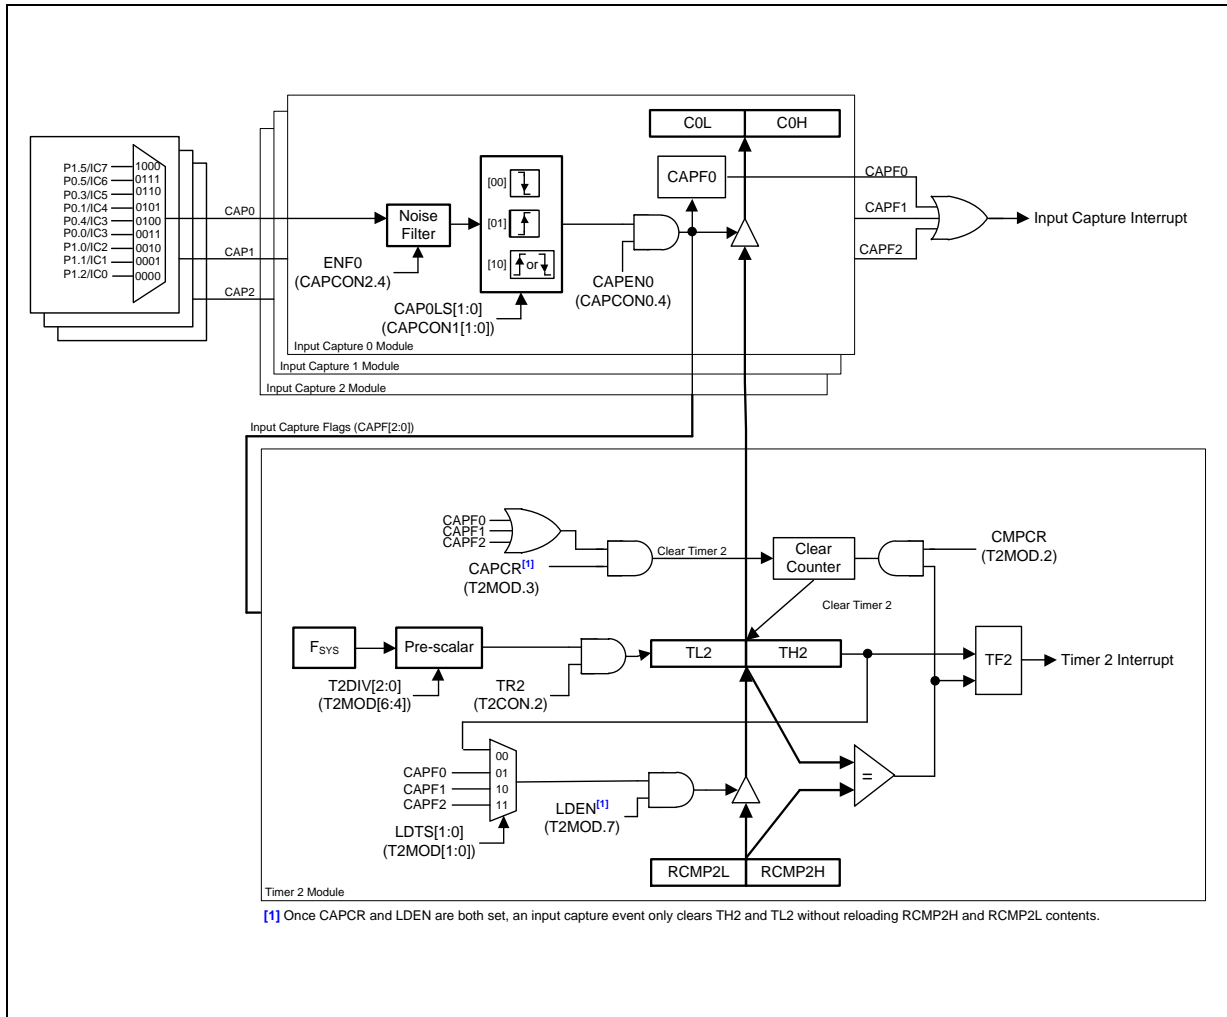 C0L
C0H
P1.5/IC7
1000
P0.5/IC6
0111
P0.3/IC5
0110
P0.1/IC4
0101
P0.4/IC3
0100
P0.0/IC3
0011
P1.0/IC2
0010
P1.1/IC1
0001
P1.2/IC0
0000
CAP0
CAP1
CAP2
Noise
Filter
ENF0
(CAPCON2.4)
[00]
[01]
[10]
or
CAP0LS[1:0]
(CAPCON1[1:0])
CAPEN0
(CAPCON0.4)
CAPF0
CAPF0
CAPF1
CAPF2
Input Capture Interrupt
Input Capture 0 Module
Input Capture 1 Module
Input Capture 2 Module
Input Capture Flags (CAPF[2:0])
CAPF0
CAPF1
CAPF2
CAPCR[1]
(T2MOD.3)
Clear Timer 2
Clear
Counter
CMPCR
(T2MOD.2)
Clear Timer 2
FSYS
Pre-scalar
T2DIV[2:0]
(T2MOD[6:4])
TR2
(T2CON.2)
TL2
TH2
TF2
Timer 2 Interrupt
00
CAPF0
01
CAPF1
10
CAPF2
11
LDTS[1:0]
(T2MOD[1:0])
LDEN[1]
(T2MOD.7)
=
RCMP2L
RCMP2H
Timer 2 Module
[1] Once CAPCR and LDEN are both set, an input capture event only clears TH2 and TL2 without reloading RCMP2H and RCMP2L contents.